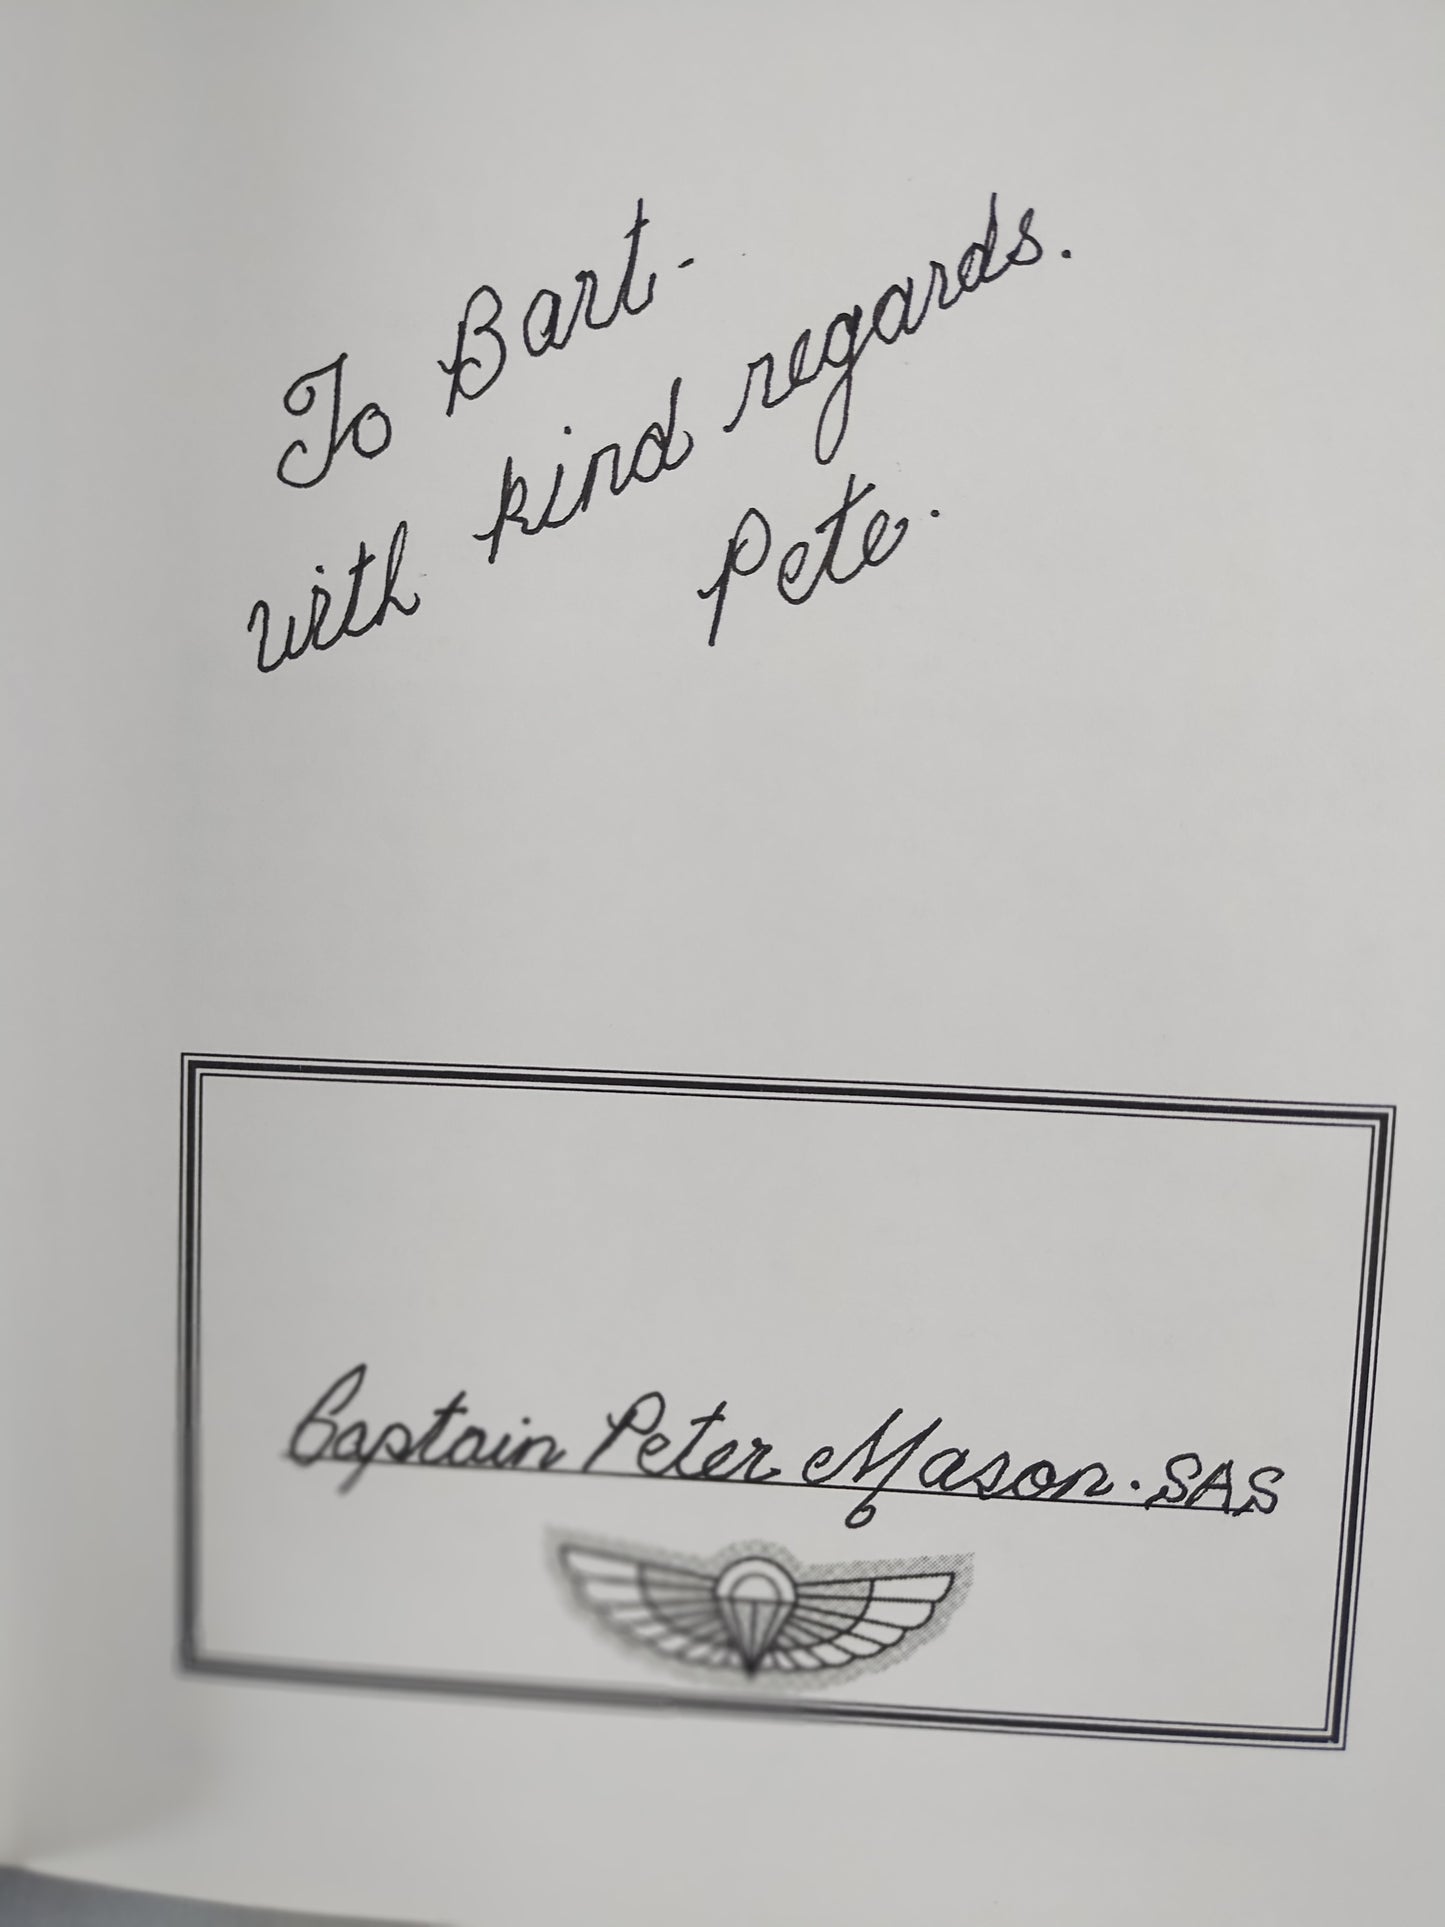 To Bart -
with kind regards.
Pete.
Captain Peter Mason. SAS